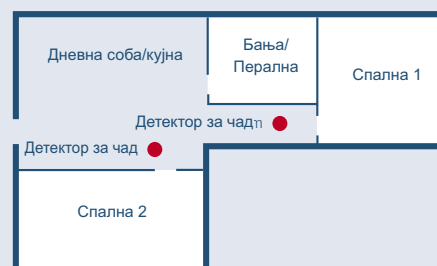 Дневна соба/кујна
Бања/
Перална
Спална 1
Детектор за чад
Детектор за чад
Спална 2